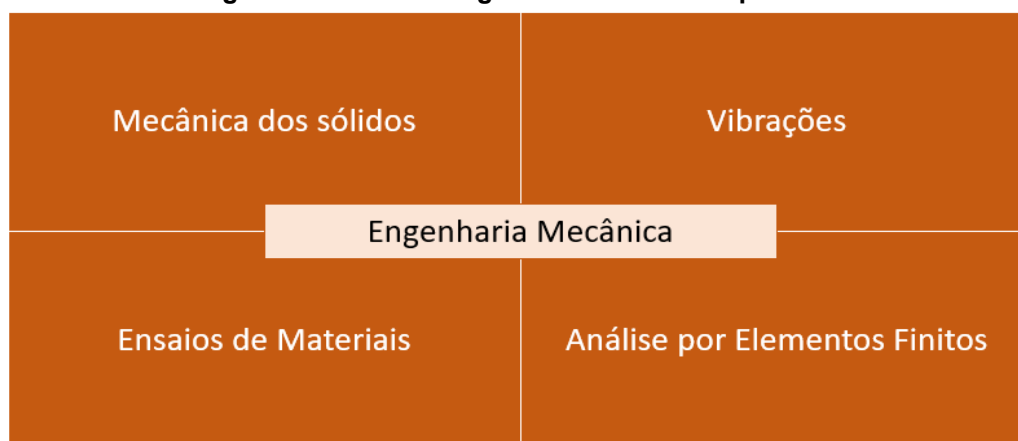 Mecânica dos sólidos
Vibrações
Engenharia Mecânica
Ensaios de Materiais
Análise por Elementos Finitos